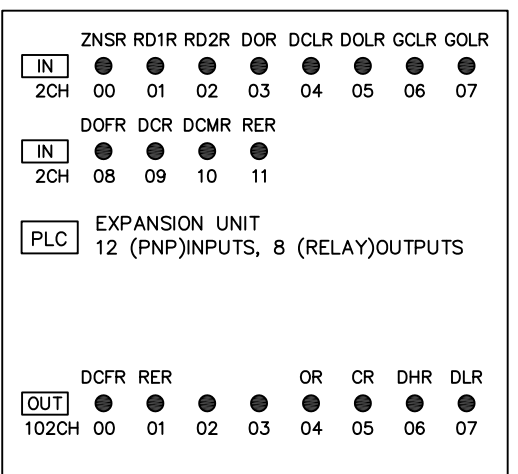 ZNSR RD1R RD2R DOR DCLR DOLR GCLR GOLR
IN
2CH 00 01 02 03 04 05 06 07
DOFR DCR DCMR RER
IN
2CH 08 09 10 11
PLC
EXPANSION UNIT
12 (PNP)INPUTS, 8 (RELAY)OUTPUTS
DCFR RER OR CR DHR DLR
OUT
102CH 00 01 02 03 04 05 06 07